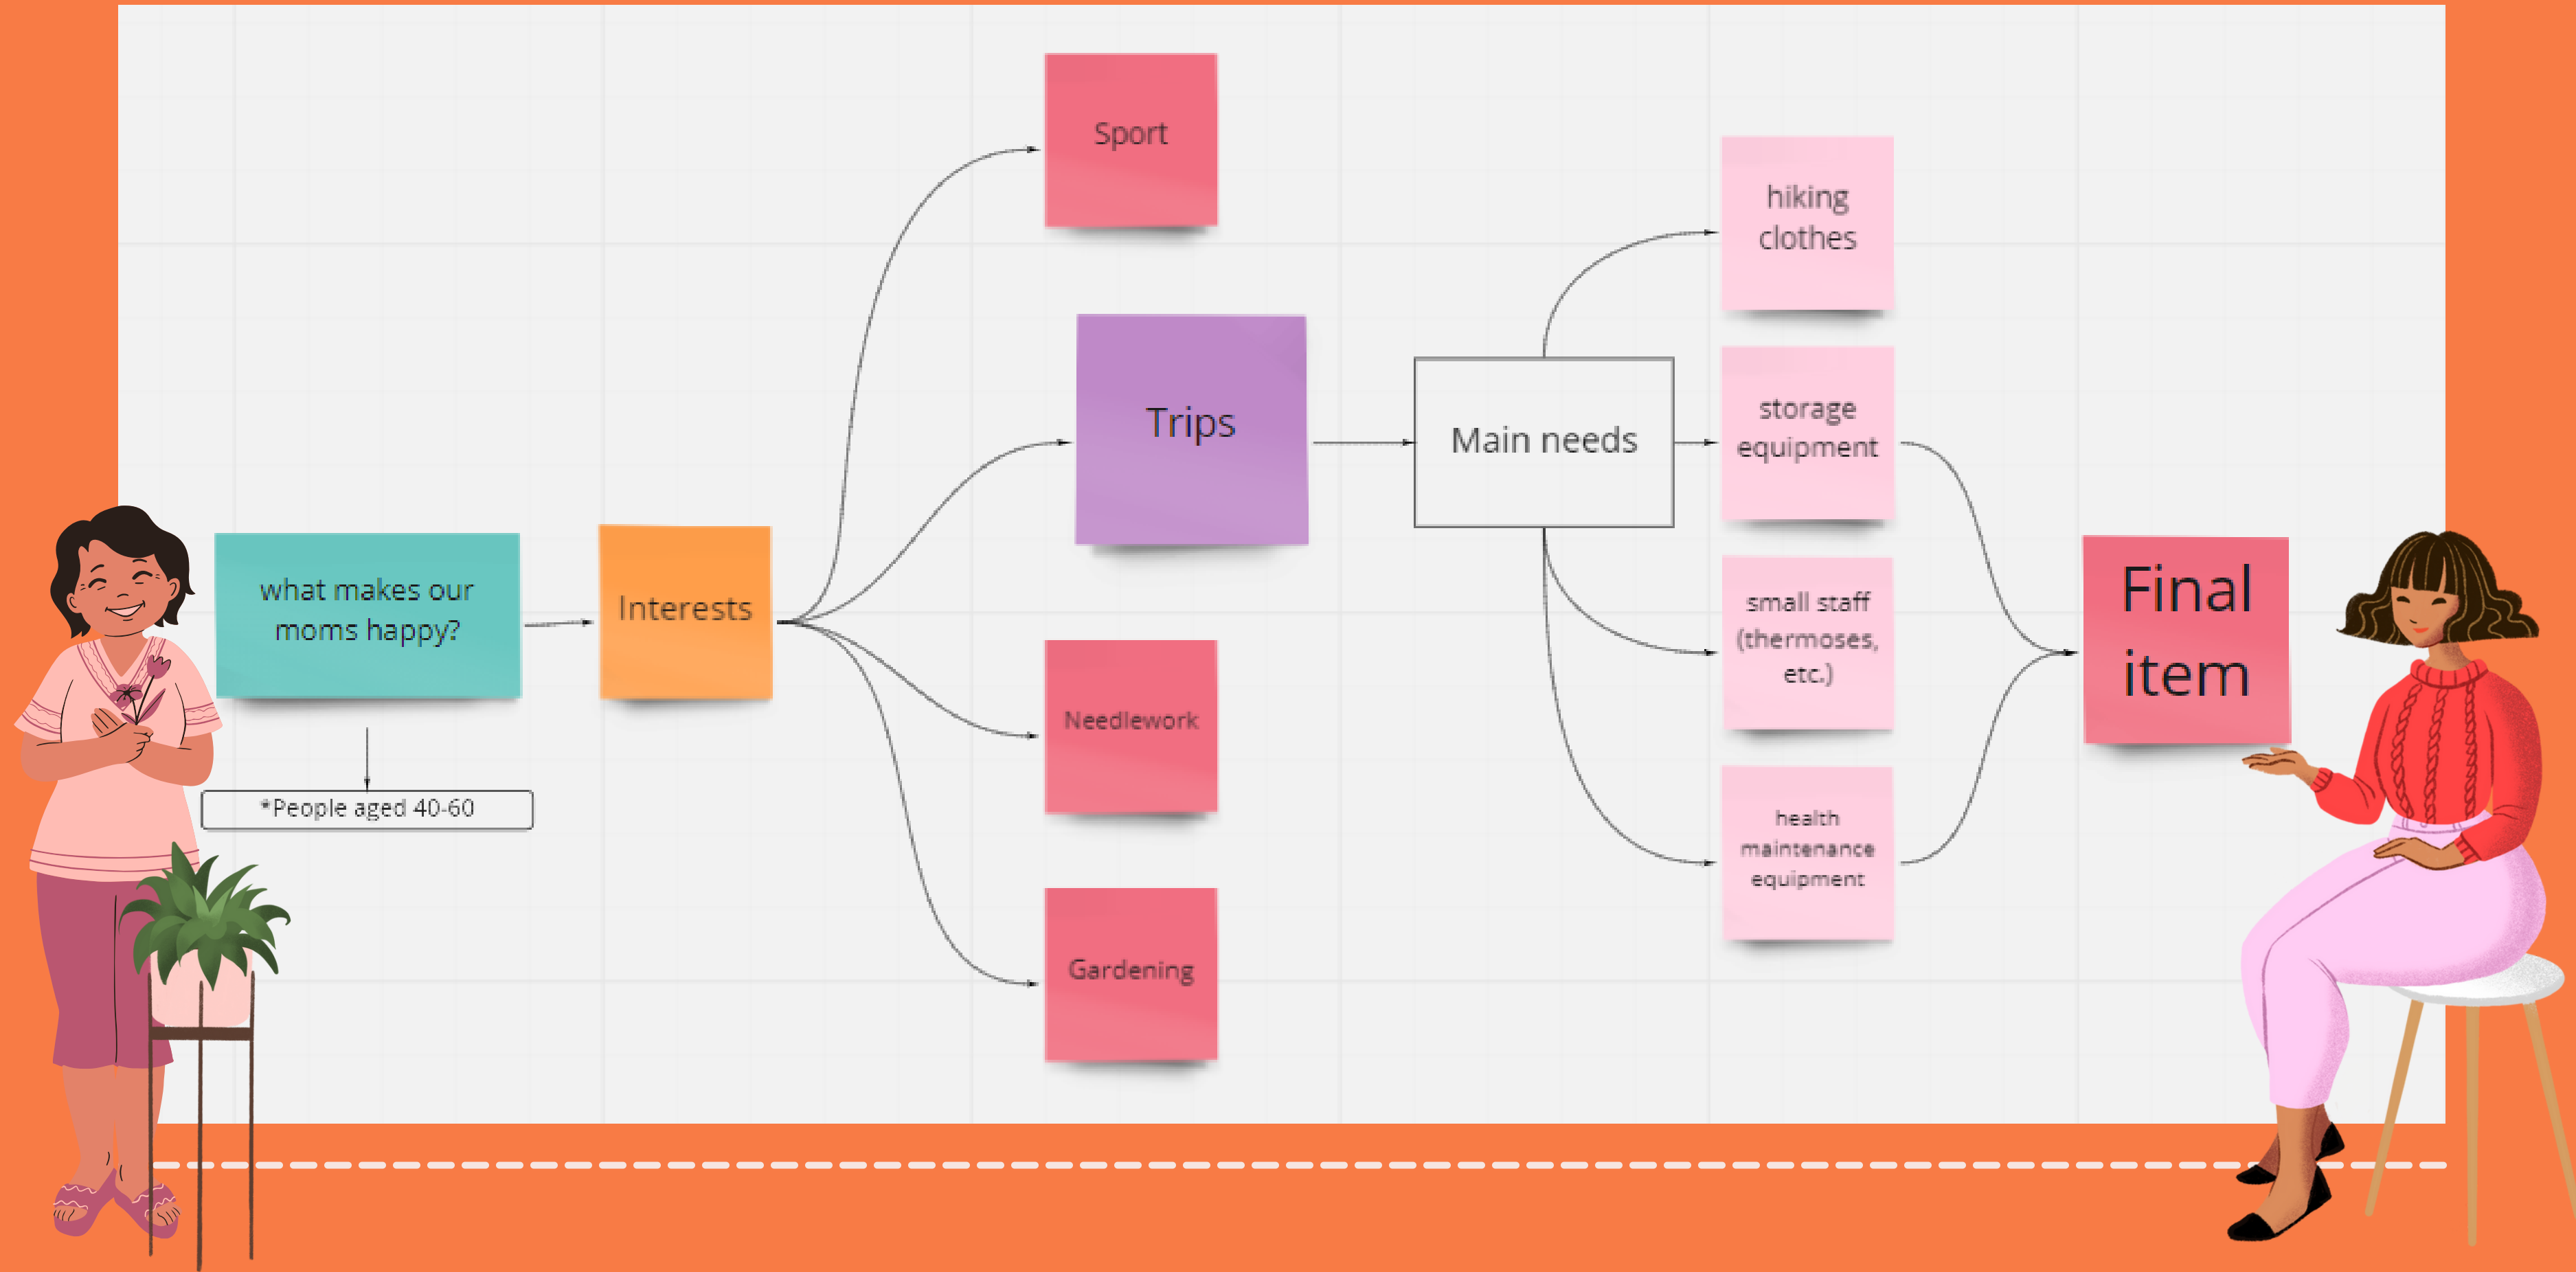 what makes our
moms happy?
*People aged 40-60
Interests
Sport
Trips
Needlework
Gardening
Main needs
hiking
clothes
storage
equipment
small staff
(thermoses,
etc.)
health
maintenance
equipment
Final
item